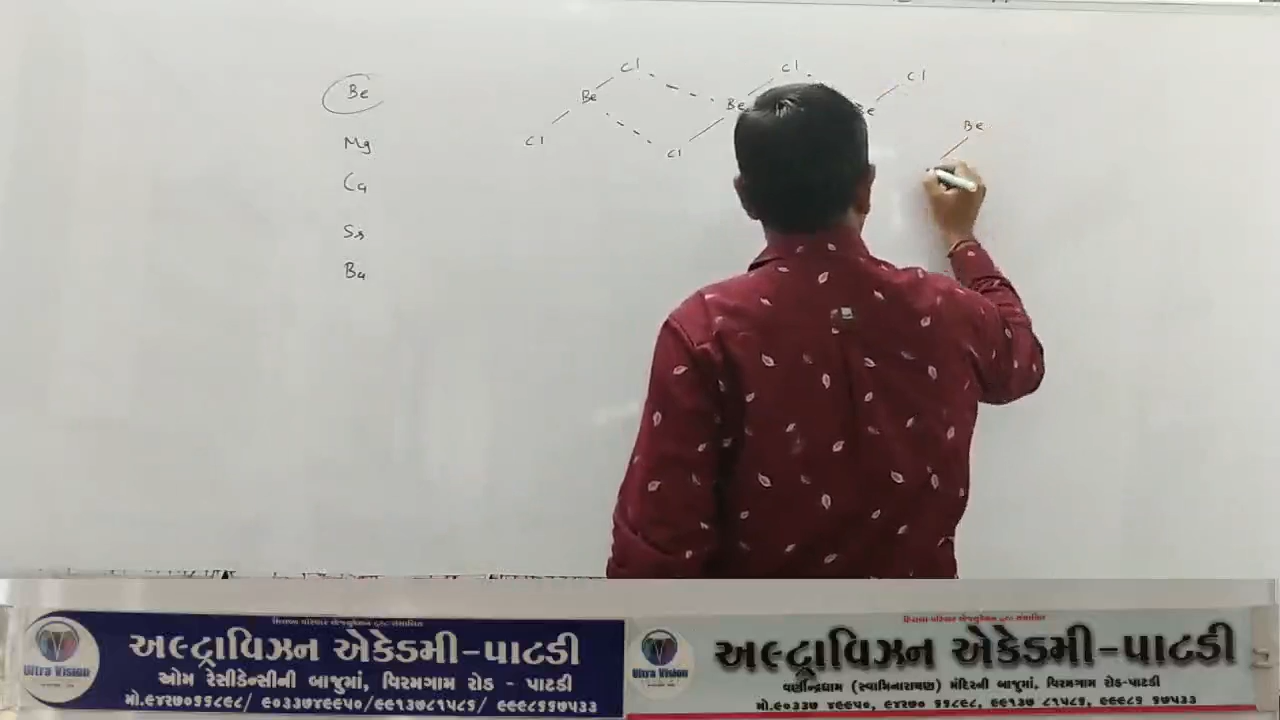 Be
Mg
Ca
Sr
Ba
Cl Cl Cl
Be Be Be
Cl Cl
Be
અલ્ટ્રાવિઝન એકેડમી-પાટડી
ઓમ રેસીડેન્સીની બાજુમાં, વિરમગામ રોડ - પાટડી
Ultra Vision
અલ્ટ્રાવિઝન એકેડમી-પાટડી
વર્ણીન્દ્રધામ (સ્વામિનારાયણ) મંદિરની બાજુમાં, વિરમગામ રોડ-પાટડી
Ultra Vision